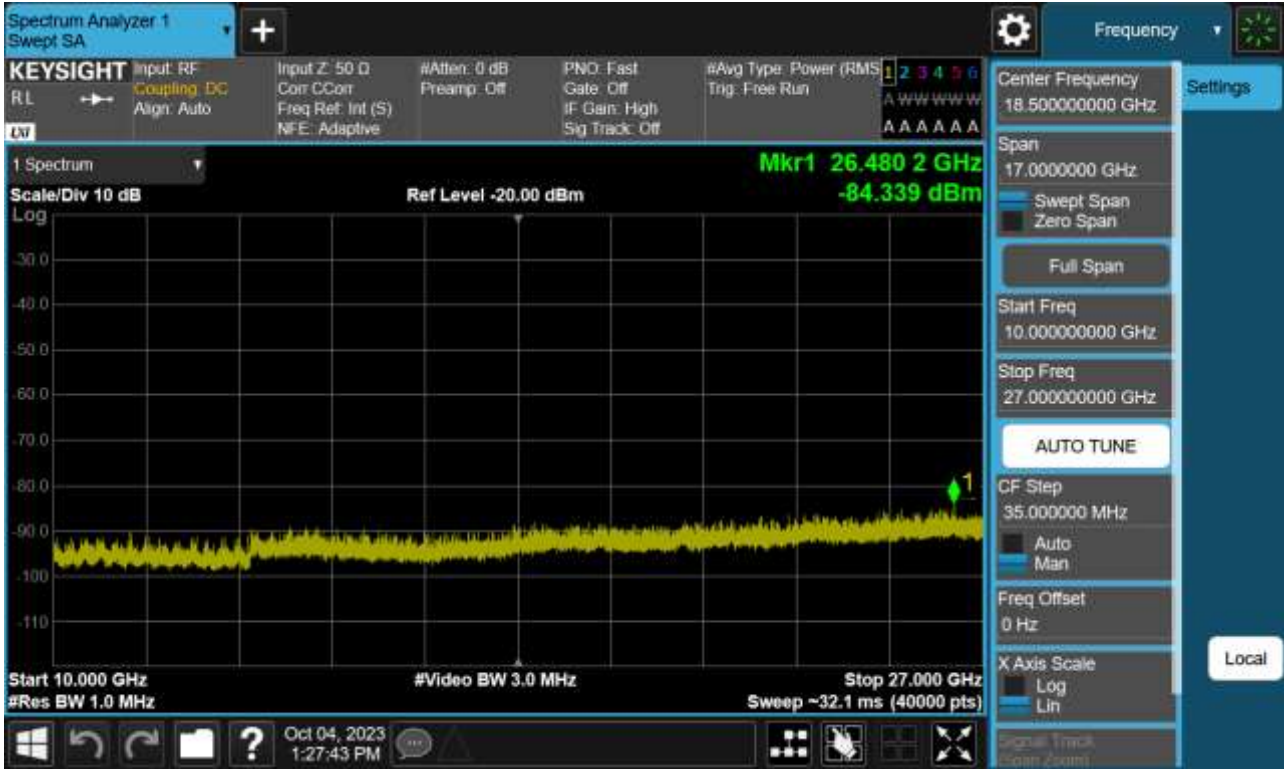 Spectrum Analyzer 1
Swept SA
+
Frequency
KEYSIGHT
RL
LXI
Input: RF
Coupling: DC
Align: Auto
Input Z: 50 Ω
Corr CCorr
Freq Ref: Int (S)
NFE: Adaptive
#Atten: 0 dB
Preamp: Off
PNO: Fast
Gate: Off
IF Gain: High
Sig Track: Off
#Avg Type: Power (RMS
Trig: Free Run
1 2 3 4 5 6
A W W W W W
A A A A A A
1 Spectrum
Mkr1 26.480 2 GHz
-84.339 dBm
Scale/Div 10 dB
Ref Level -20.00 dBm
Log
-30.0
-40.0
-50.0
-60.0
-70.0
-80.0
-90.0
-100
-110
1
Start 10.000 GHz
#Res BW 1.0 MHz
#Video BW 3.0 MHz
Stop 27.000 GHz
Sweep ~32.1 ms (40000 pts)
Center Frequency
18.500000000 GHz
Span
17.0000000 GHz
Swept Span
Zero Span
Full Span
Start Freq
10.000000000 GHz
Stop Freq
27.000000000 GHz
AUTO TUNE
CF Step
35.000000 MHz
Auto
Man
Freq Offset
0 Hz
X Axis Scale
Log
Lin
Signal Track
(Span Zoom)
Settings
Local
?
Oct 04, 2023
1:27:43 PM